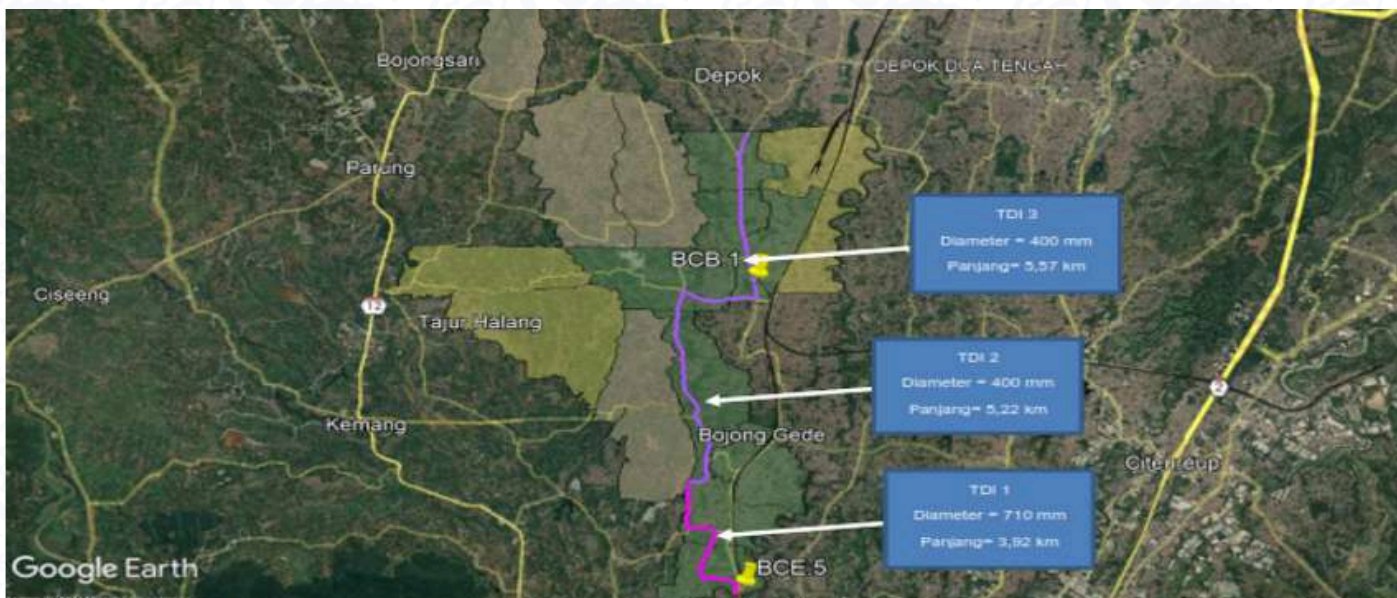 Bojongsari
Depok
DEPOK DUA TENGAH
Parung
TDI 3
Diameter = 400 mm
Panjang= 5,57 km
BCB 1
Ciseeng
12
Tajur Halang
TDI 2
Diameter = 400 mm
Panjang= 5,22 km
2
Kemang
Bojong Gede
Citeureup
TDI 1
Diameter = 710 mm
Panjang= 3,92 km
Google Earth
BCE.5